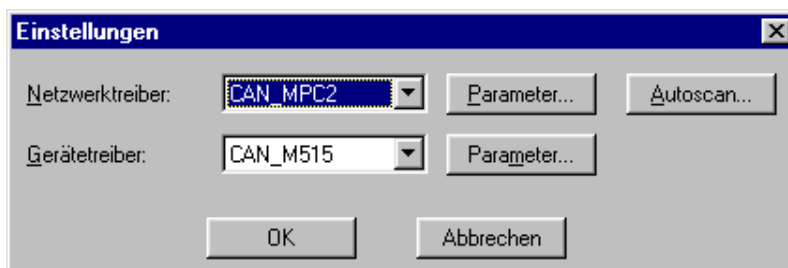 Einstellungen
Netzwerktreiber: CAN_MPC2 Parameter... Autoscan...
Gerätetreiber: CAN_M515 Parameter...
OK Abbrechen